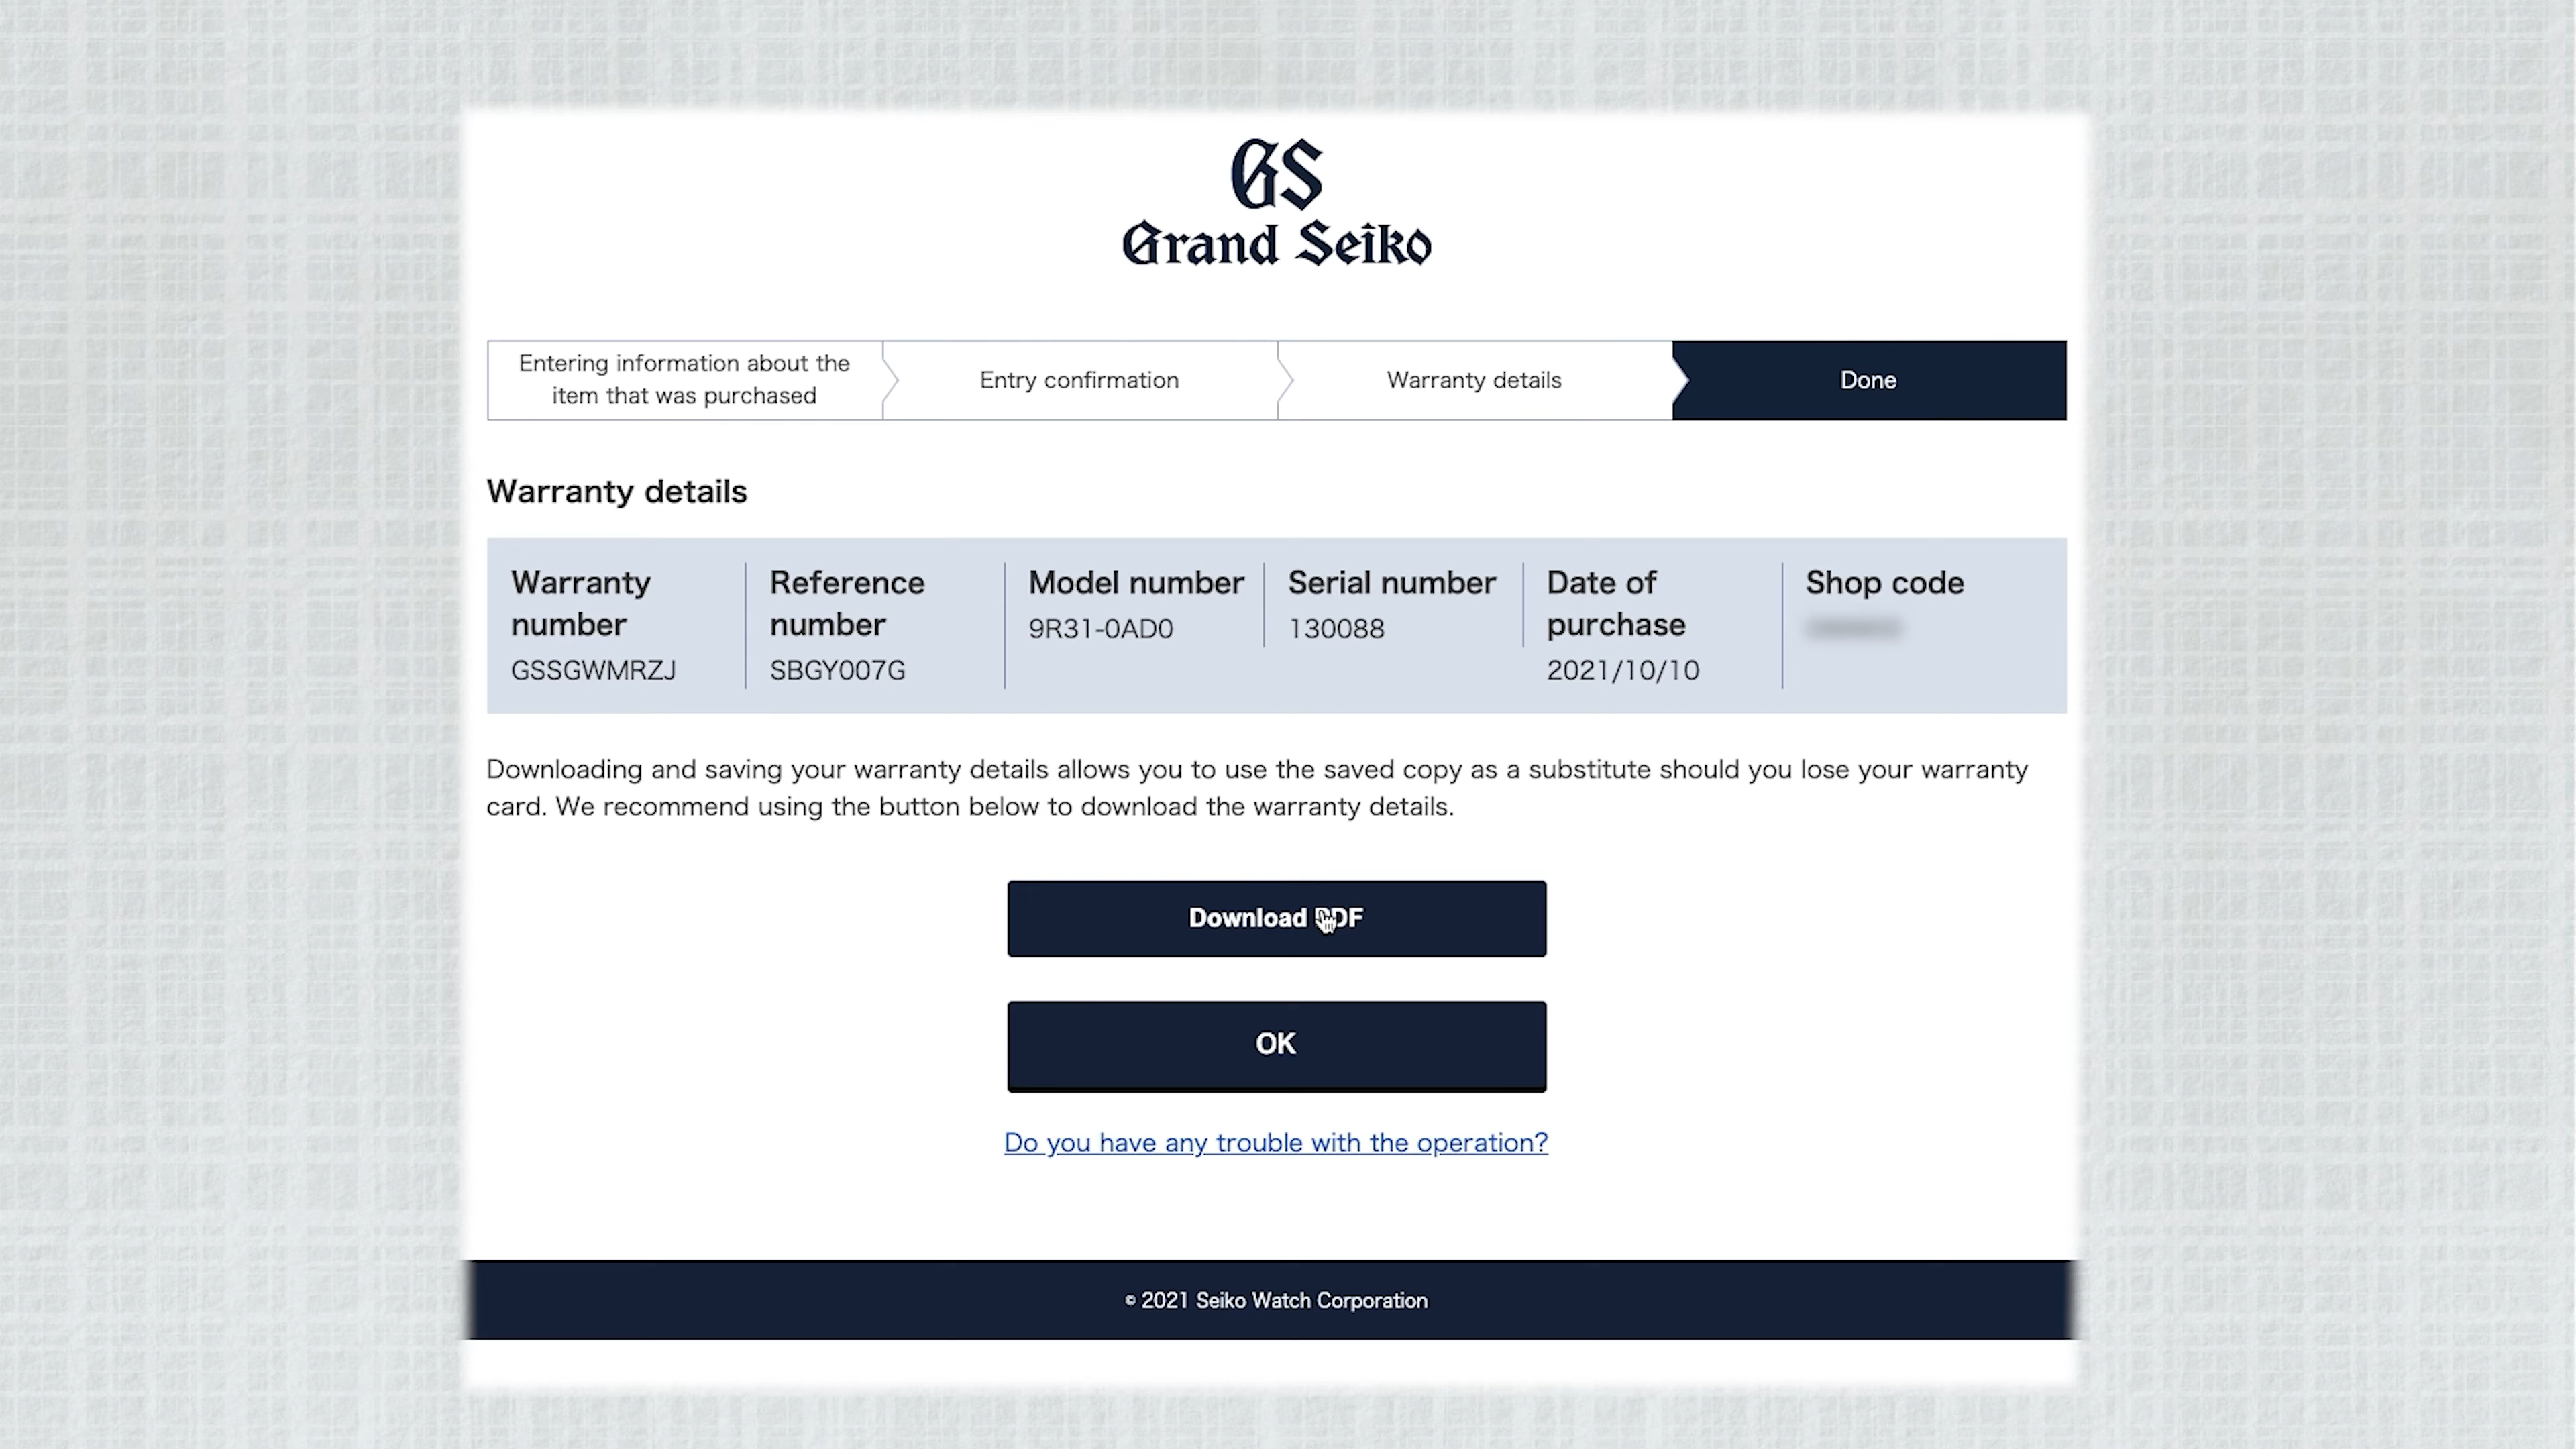 GS
Grand Seiko
Entering information about the
item that was purchased
Entry confirmation
Warranty details
Done
Warranty details
Warranty
number
GSSGWMRZJ
Reference
number
SBGY007G
Model number
9R31-0AD0
Serial number
130088
Date of
purchase
2021/10/10
Shop code
Downloading and saving your warranty details allows you to use the saved copy as a substitute should you lose your warranty
card. We recommend using the button below to download the warranty details.
Download PDF
OK
Do you have any trouble with the operation?
© 2021 Seiko Watch Corporation